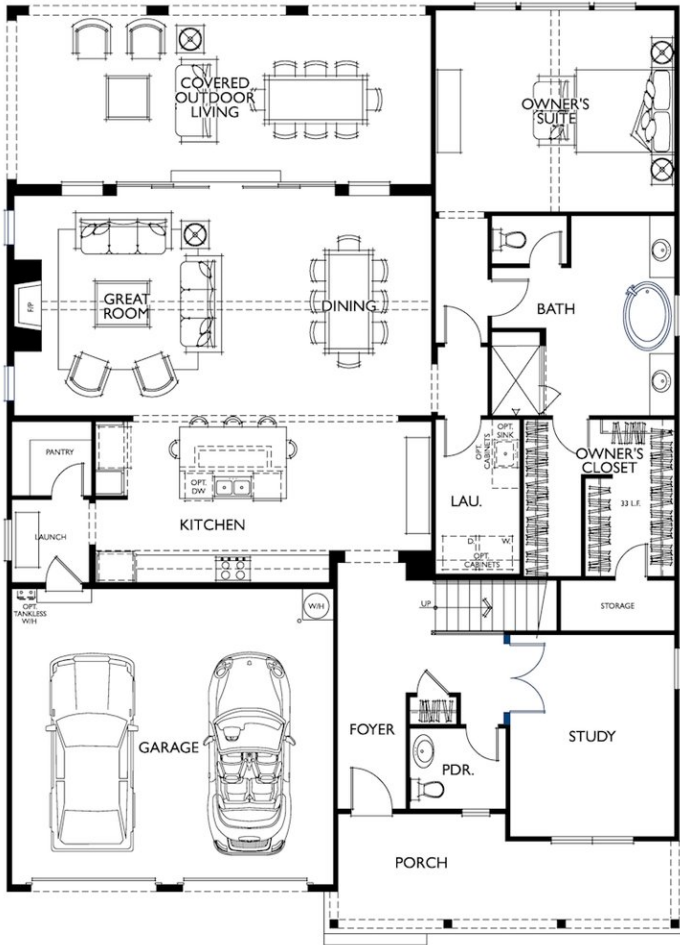 COVERED
OUTDOOR
LIVING
OWNER'S
SUITE
F/P
GREAT
ROOM
DINING
BATH
PANTRY
OPT.
DW
KITCHEN
LAUNCH
OPT.
SINK
OPT.
CABINETS
LAU.
D.
W.
OPT.
CABINETS
OWNER'S
CLOSET
33 L.F.
OPT.
TANKLESS
W/H
W/H
UP
STORAGE
GARAGE
FOYER
PDR.
STUDY
PORCH